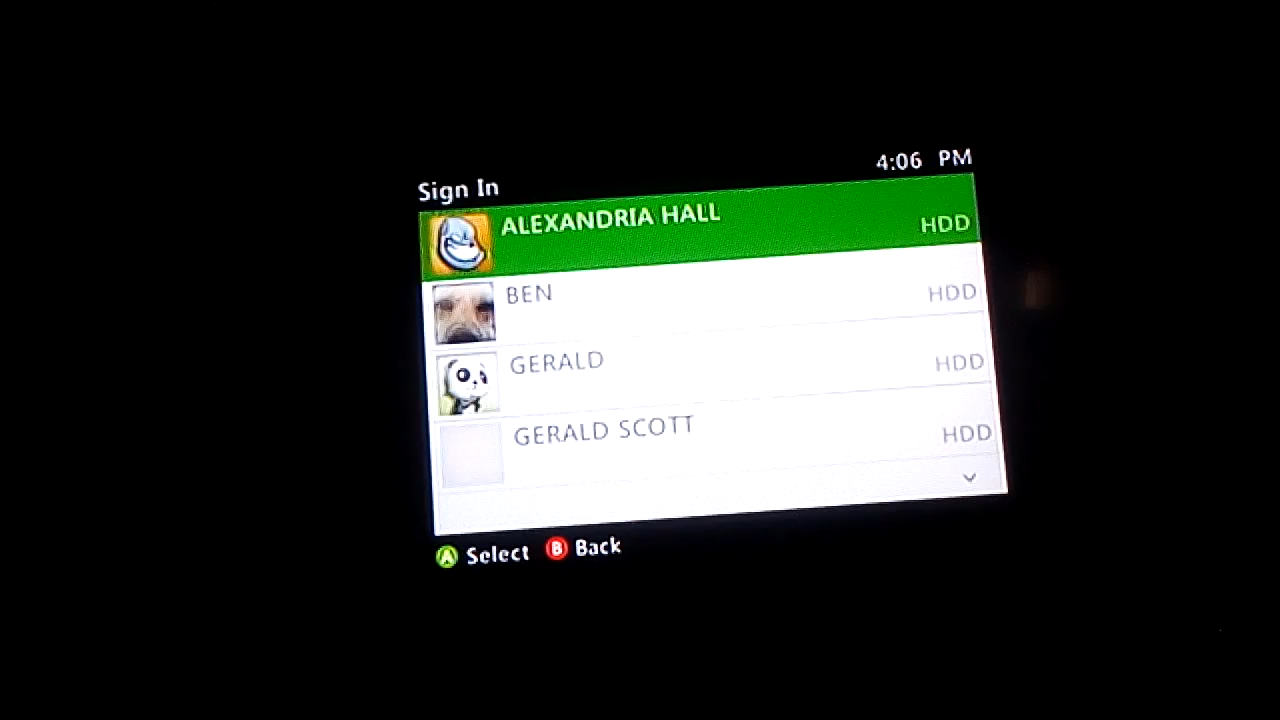 Sign In 4:06 PM
ALEXANDRIA HALL HDD
BEN HDD
GERALD HDD
GERALD SCOTT HDD
A Select B Back